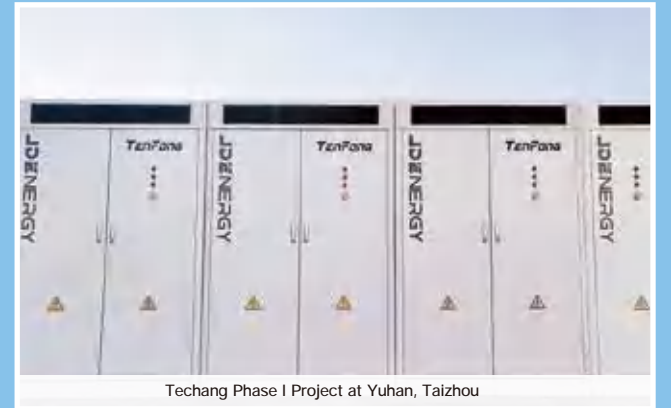 TenFong
TenFong
TenFong
JDENERGY
JDENERGY
JDENERGY
JDENERGY
Techang Phase I Project at Yuhan, Taizhou